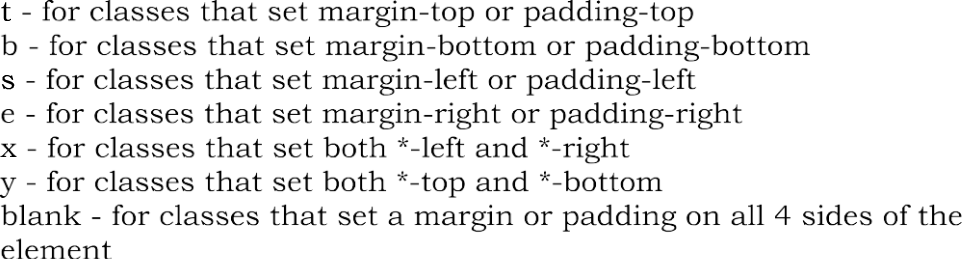 t - for classes that set margin-top or padding-top
b - for classes that set margin-bottom or padding-bottom
s - for classes that set margin-left or padding-left
e - for classes that set margin-right or padding-right
x - for classes that set both *-left and *-right
y - for classes that set both *-top and *-bottom
blank - for classes that set a margin or padding on all 4 sides of the
element